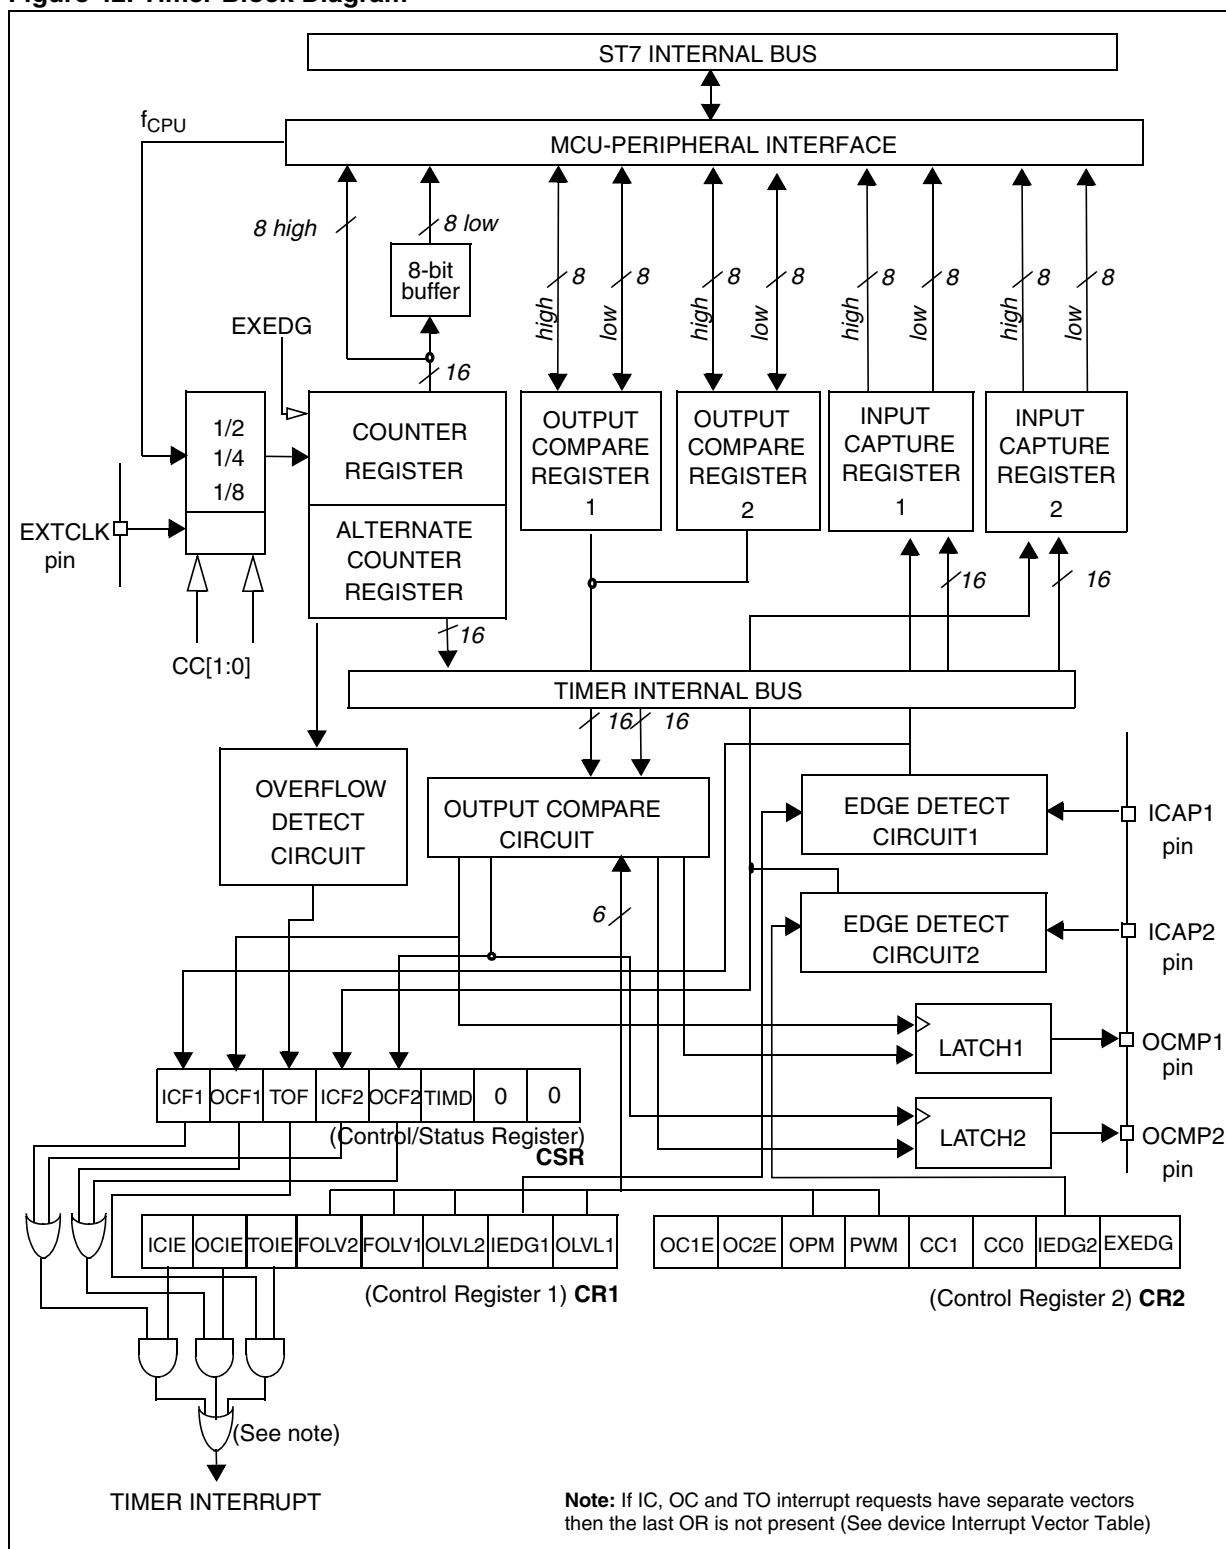 ST7 INTERNAL BUS
fCPU
MCU-PERIPHERAL INTERFACE
8 high
8 low
8-bit
buffer
EXEDG
16
high
8
low
8
high
8
low
8
high
8
low
8
high
8
low
8
1/2
1/4
1/8
COUNTER
REGISTER
ALTERNATE
COUNTER
REGISTER
OUTPUT
COMPARE
REGISTER
1
OUTPUT
COMPARE
REGISTER
2
INPUT
CAPTURE
REGISTER
1
INPUT
CAPTURE
REGISTER
2
EXTCLK
pin
CC[1:0]
16
16
16
TIMER INTERNAL BUS
16
16
OVERFLOW
DETECT
CIRCUIT
OUTPUT COMPARE
CIRCUIT
6
EDGE DETECT
CIRCUIT1
ICAP1
pin
EDGE DETECT
CIRCUIT2
ICAP2
pin
LATCH1
OCMP1
pin
LATCH2
OCMP2
pin
ICF1 OCF1 TOF ICF2 OCF2 TIMD 0 0
(Control/Status Register)
CSR
ICIE OCIE TOIE FOLV2 FOLV1 OLVL2 IEDG1 OLVL1
(Control Register 1) CR1
OC1E OC2E OPM PWM CC1 CC0 IEDG2 EXEDG
(Control Register 2) CR2
(See note)
TIMER INTERRUPT
Note: If IC, OC and TO interrupt requests have separate vectors
then the last OR is not present (See device Interrupt Vector Table)